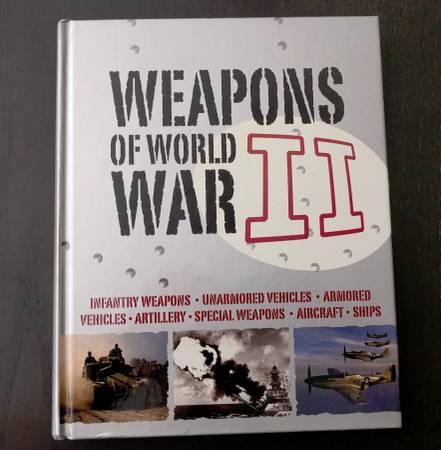 WEAPONS
OF WORLD
WAR II
INFANTRY WEAPONS • UNARMORED VEHICLES • ARMORED
VEHICLES • ARTILLERY • SPECIAL WEAPONS • AIRCRAFT • SHIPS